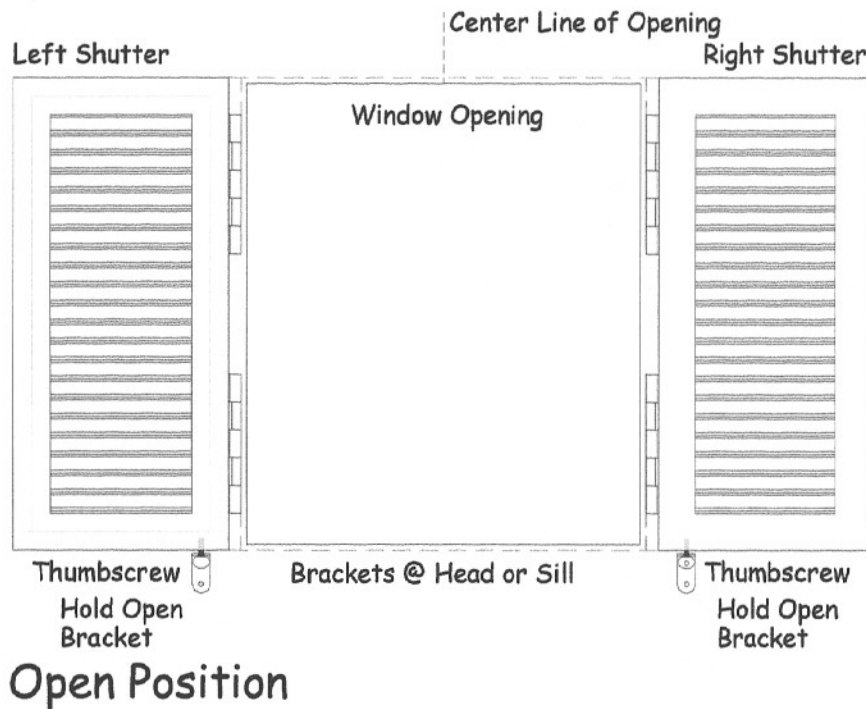 Center Line of Opening
Left Shutter
Right Shutter
Window Opening
Thumbscrew
Brackets @ Head or Sill
Thumbscrew
Hold Open
Bracket
Hold Open
Bracket
Open Position